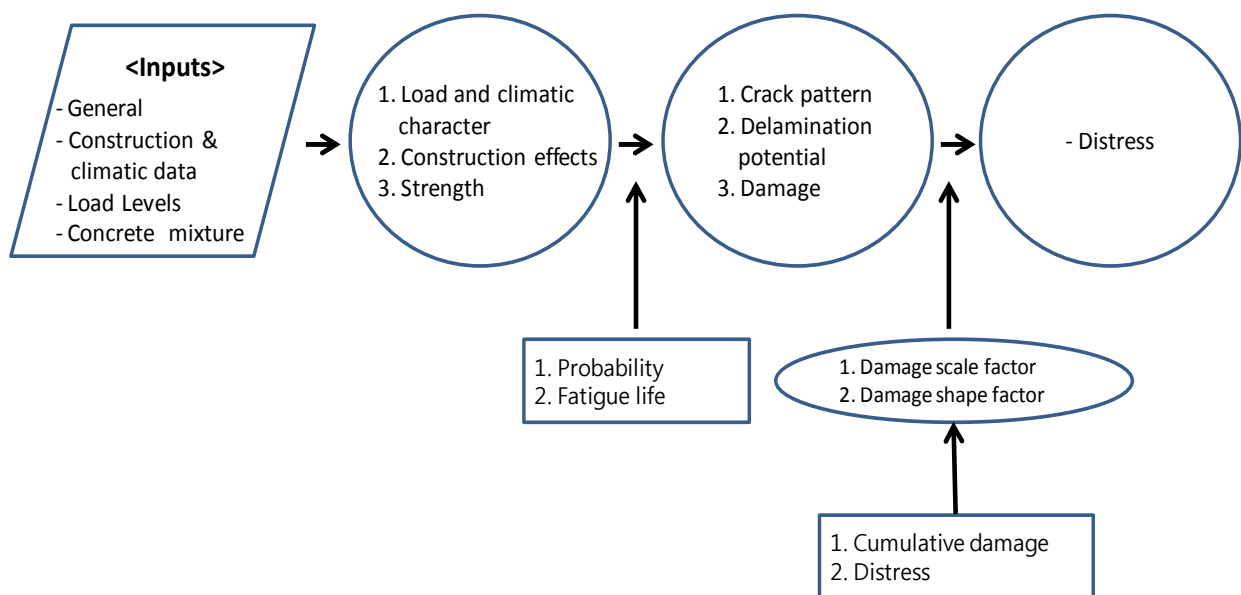 <Inputs>
- General
- Construction &
climatic data
- Load Levels
- Concrete mixture
1. Load and climatic
character
2. Construction effects
3. Strength
1. Crack pattern
2. Delamination
potential
3. Damage
- Distress
1. Probability
2. Fatigue life
1. Damage scale factor
2. Damage shape factor
1. Cumulative damage
2. Distress